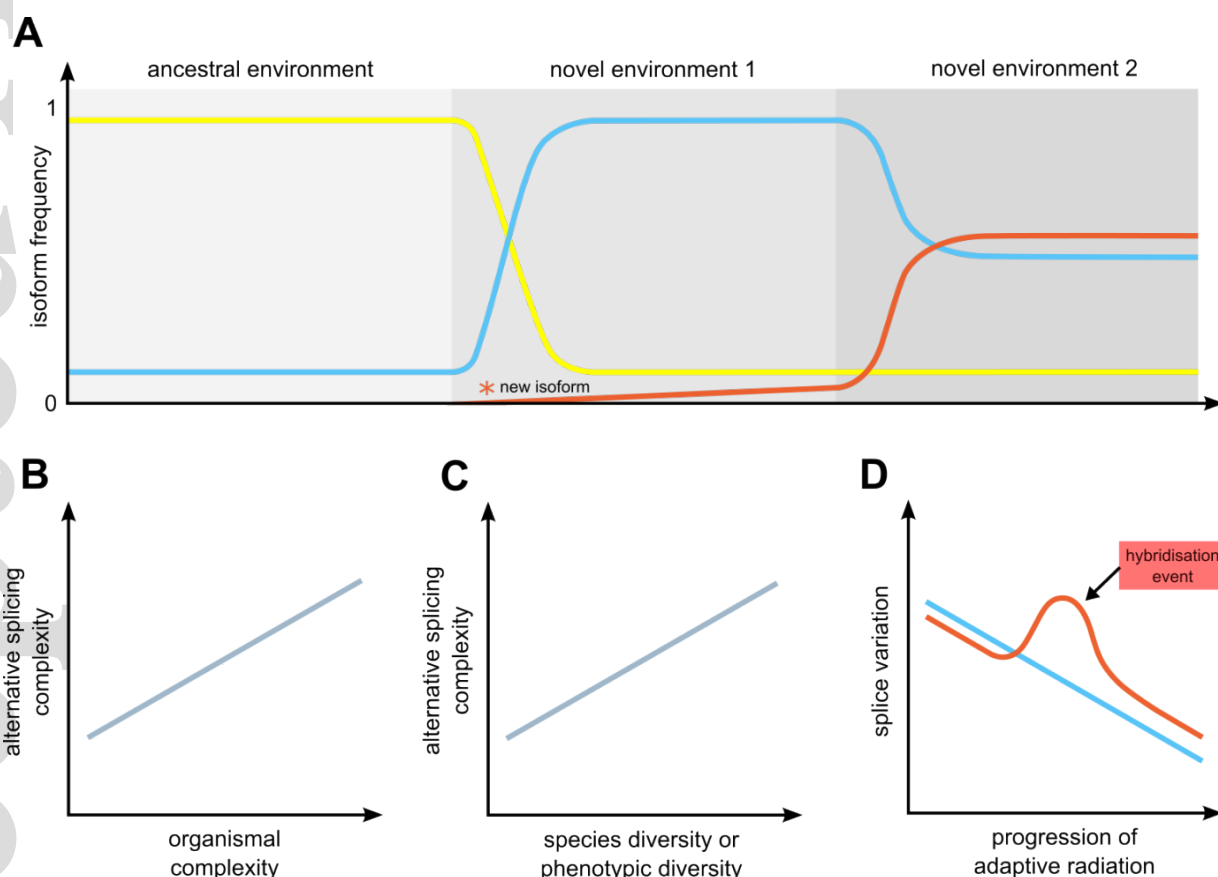 A
ancestral environment
novel environment 1
novel environment 2
1
isoform frequency
* new isoform
0
B
alternative splicing
complexity
organismal
complexity
C
alternative splicing
complexity
species diversity or
phenotypic diversity
D
splice variation
hybridisation
event
progression of
adaptive radiation